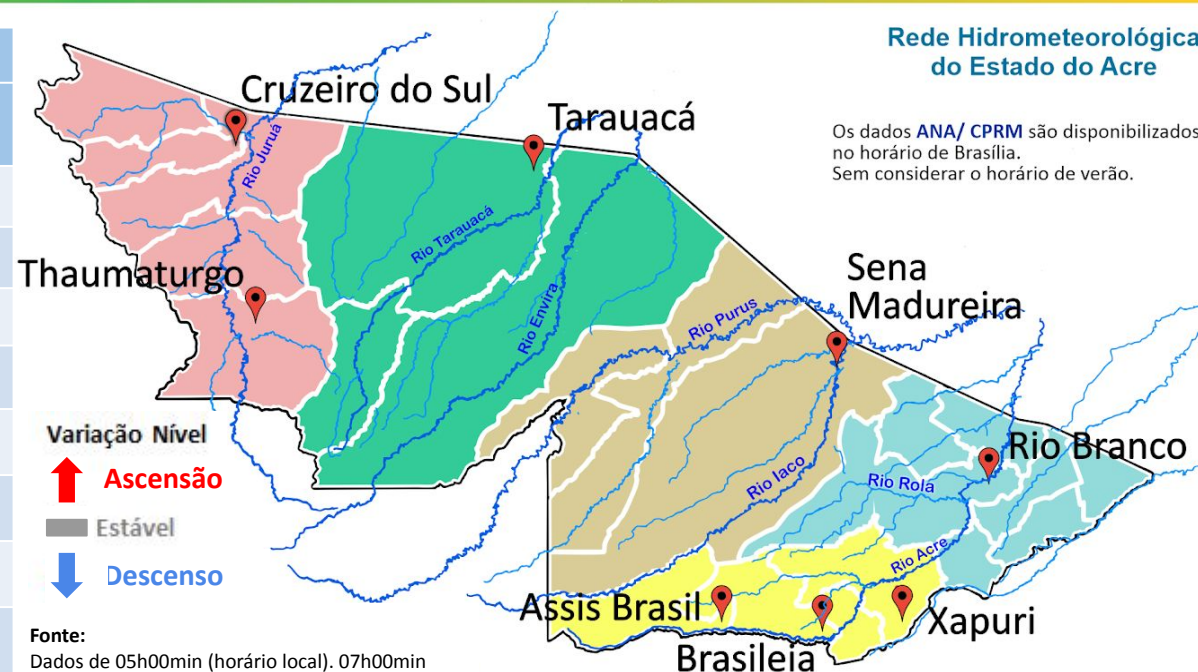 Rede Hidrometeorológica
do Estado do Acre
Os dados ANA/ CPRM são disponibilizados
no horário de Brasília.
Sem considerar o horário de verão.
Cruzeiro do Sul
Tarauacá
Rio Juruá
Rio Tarauacá
Thaumaturgo
Rio Envira
Sena
Madureira
Rio Purus
Rio Iaco
Rio Branco
Rio Rola
Rio Acre
Assis Brasil
Xapuri
Brasileia
Variação Nível
Ascensão
Estável
Descenso
Fonte:
Dados de 05h00min (horário local). 07h00min